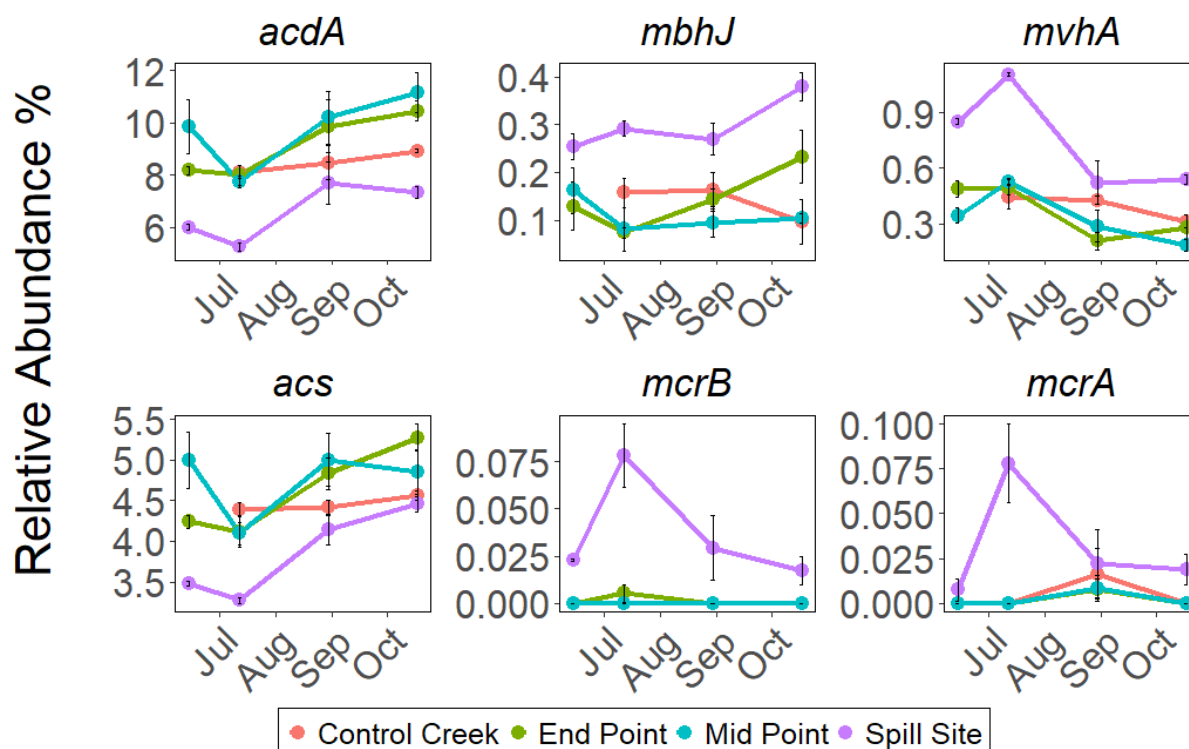 Relative Abundance %
acdA
mbhJ
mvhA
12
10
8
6
0.4
0.3
0.2
0.1
0.9
0.6
0.3
Jul Aug Sep Oct
Jul Aug Sep Oct
Jul Aug Sep Oct
acs
mcrB
mcrA
5.5
5.0
4.5
4.0
3.5
0.075
0.050
0.025
0.000
0.100
0.075
0.050
0.025
0.000
Jul Aug Sep Oct
Jul Aug Sep Oct
Jul Aug Sep Oct
Control Creek End Point Mid Point Spill Site